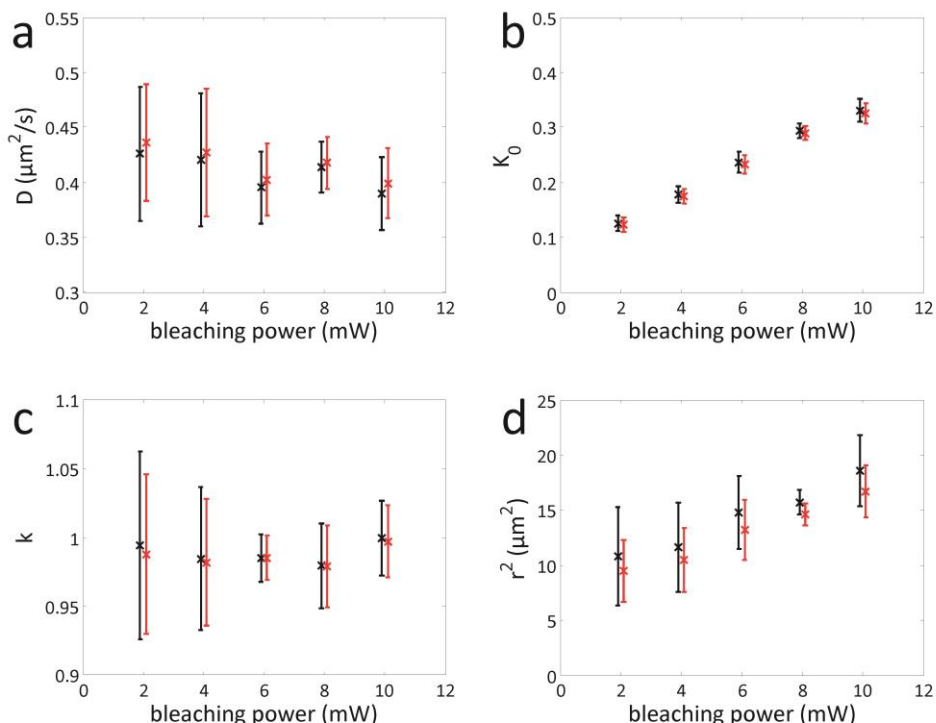 a
0.55
0.5
0.45
0.4
0.35
0.3
D (μm²/s)
0 2 4 6 8 10 12
bleaching power (mW)
b
0.5
0.4
0.3
0.2
0.1
0
K₀
0 2 4 6 8 10 12
bleaching power (mW)
c
1.1
1.05
1
0.95
0.9
k
0 2 4 6 8 10 12
bleaching power (mW)
d
25
20
15
10
5
0
r² (μm²)
0 2 4 6 8 10 12
bleaching power (mW)